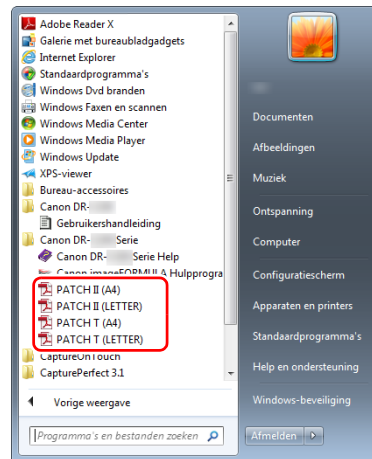 Adobe Reader X
Galerie met bureaubladgadgets
Internet Explorer
Standaardprogramma's
Windows Dvd branden
Windows Faxen en scannen
Windows Media Center
Windows Media Player
Windows Update
XPS-viewer
Bureau-accessoires
Canon DR-
Gebruikershandleiding
Canon DR- Serie
Canon DR- Serie Help
Canon imageFORMULA Hulpprogra
PATCH II (A4)
PATCH II (LETTER)
PATCH T (A4)
PATCH T (LETTER)
CaptureOnTouch
CapturePerfect 3.1
Vorige weergave
Programma's en bestanden zoeken
Documenten
Afbeeldingen
Muziek
Ontspanning
Computer
Configuratiescherm
Apparaten en printers
Standaardprogramma's
Help en ondersteuning
Windows-beveiliging
Afmelden